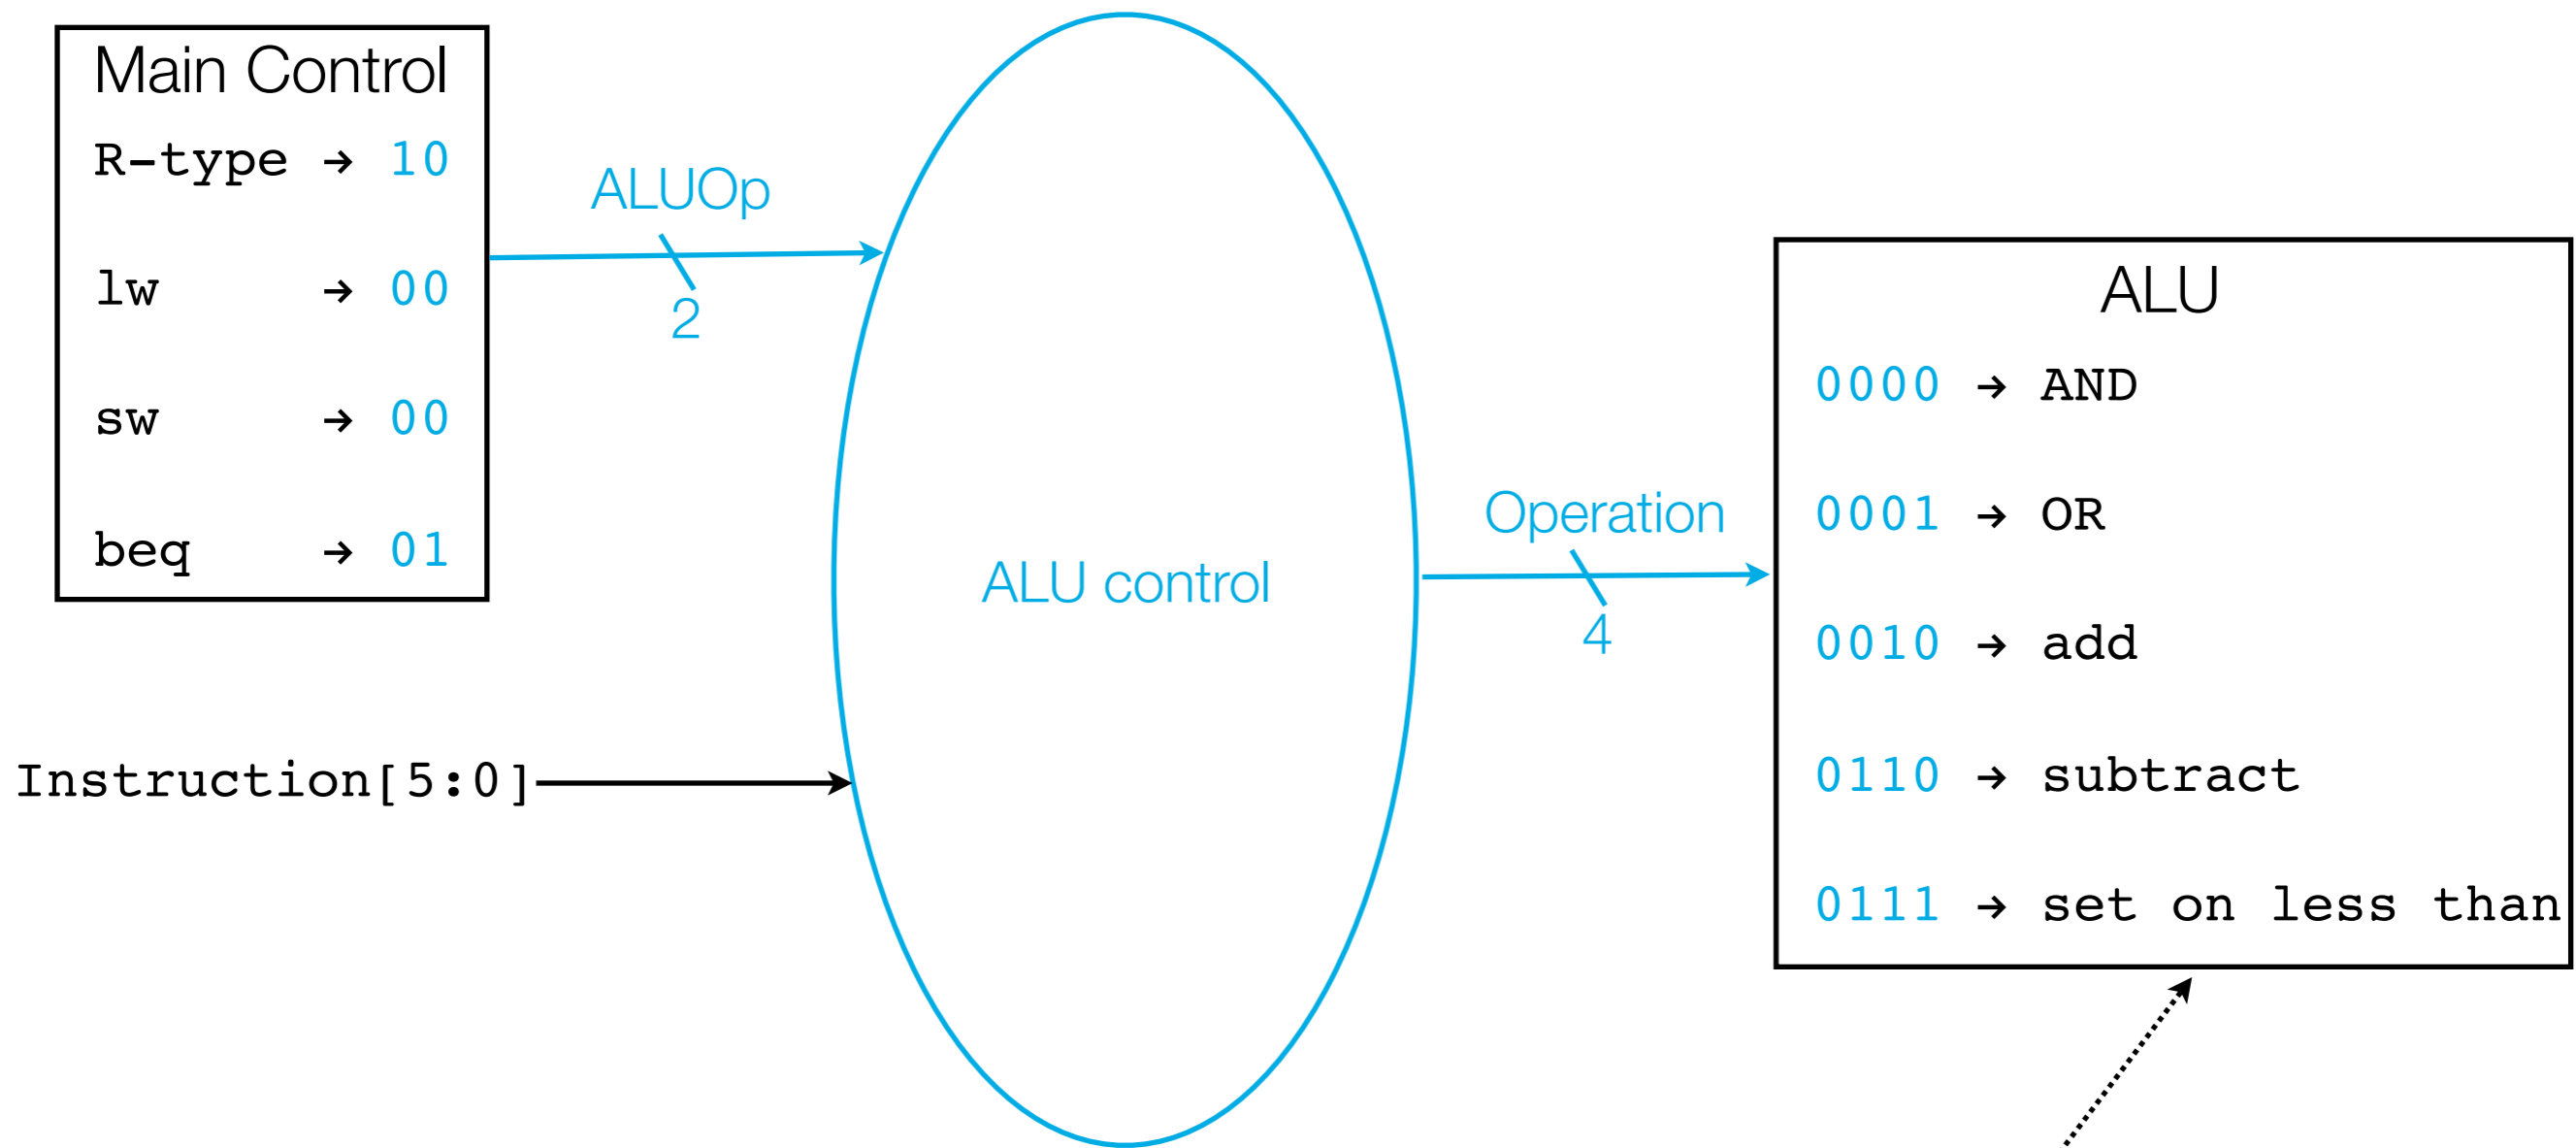 Main Control
R-type → 10
lw → 00
sw → 00
beq → 01
ALUOp
2
Instruction[5:0]
ALU control
Operation
4
ALU
0000 → AND
0001 → OR
0010 → add
0110 → subtract
0111 → set on less than